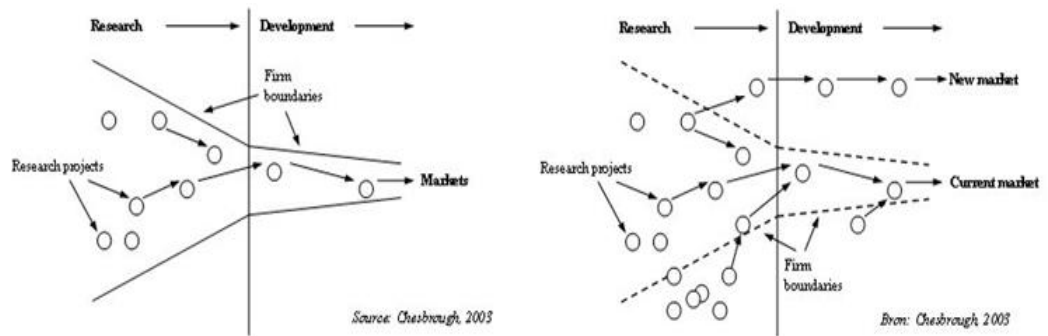 Research
Development
Firm
boundaries
Research projects
Markets
Source: Chesbrough, 2003
Research
Development
New market
Research projects
Current market
Firm
boundaries
Bron: Chesbrough, 2003